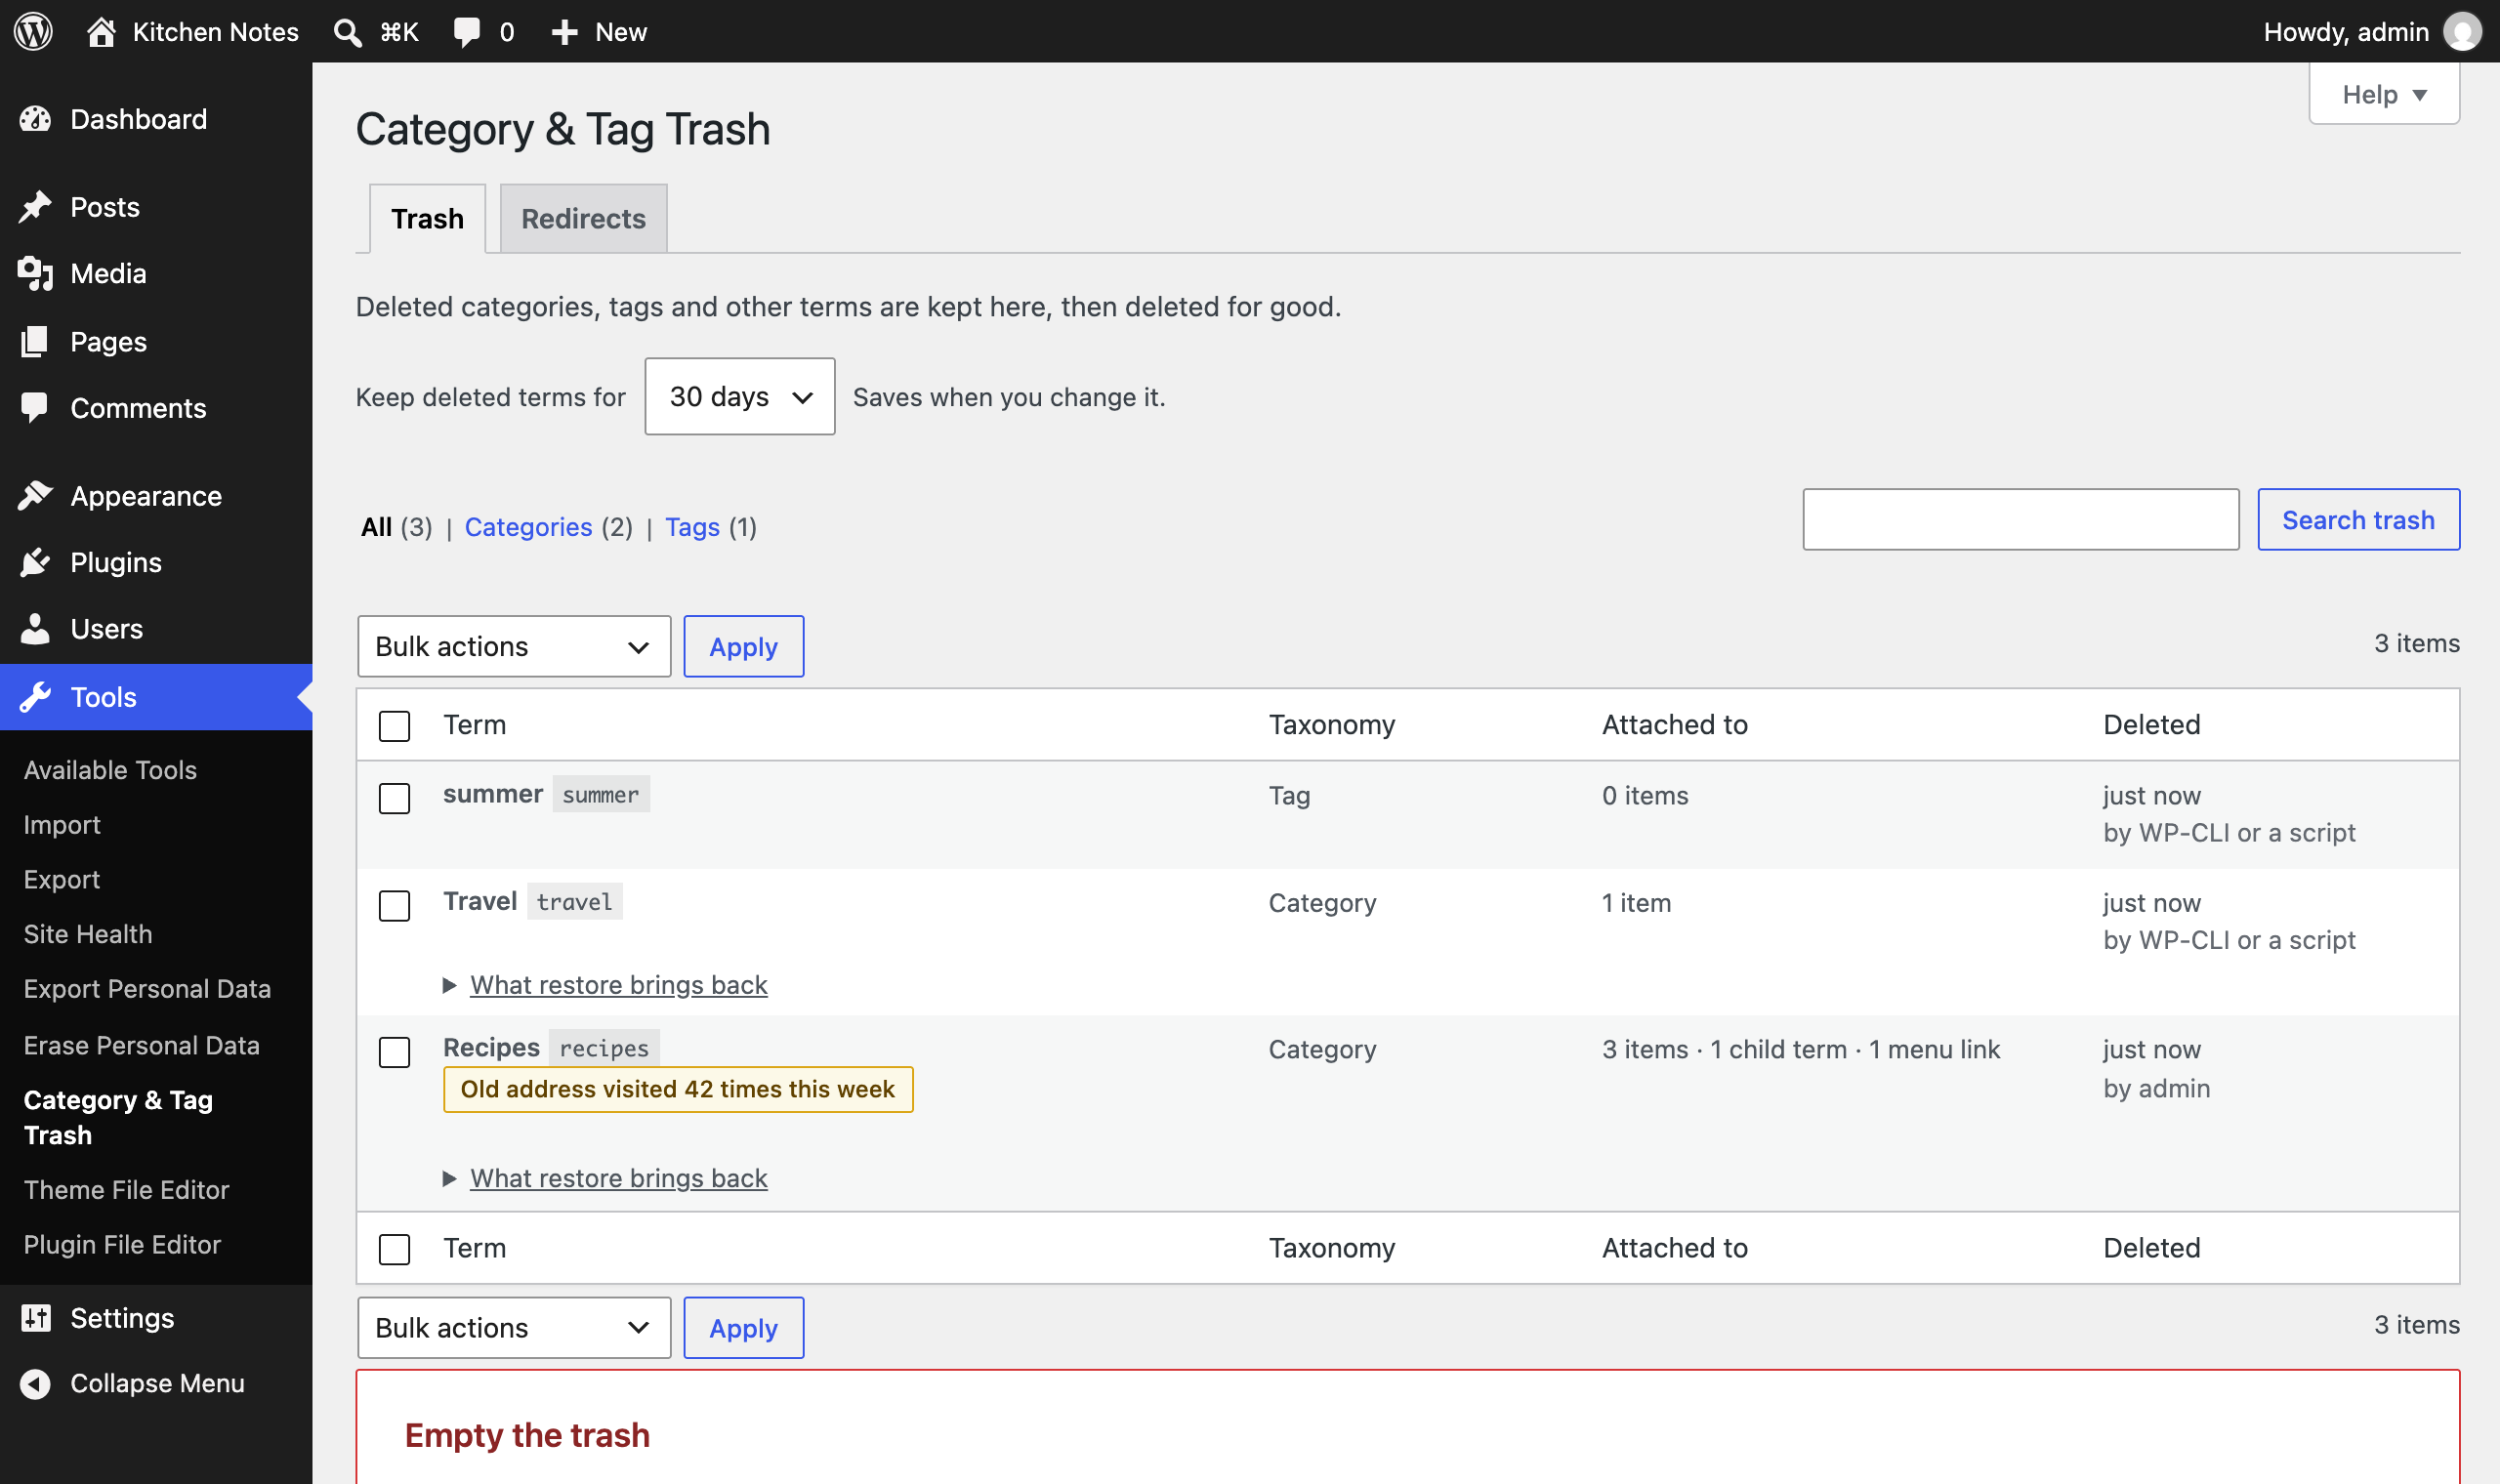 Kitchen Notes ⌘K 0 New Howdy, admin
Help
Dashboard
Posts
Media
Pages
Comments
Appearance
Plugins
Users
Tools
Available Tools
Import
Export
Site Health
Export Personal Data
Erase Personal Data
Category & Tag
Trash
Theme File Editor
Plugin File Editor
Settings
Collapse Menu
Category & Tag Trash
Trash Redirects
Deleted categories, tags and other terms are kept here, then deleted for good.
Keep deleted terms for 30 days Saves when you change it.
All (3) | Categories (2) | Tags (1) Search trash
Bulk actions Apply 3 items
Term Taxonomy Attached to Deleted
summer summer Tag 0 items just now
by WP-CLI or a script
Travel travel Category 1 item just now
by WP-CLI or a script
What restore brings back
Recipes recipes Category 3 items · 1 child term · 1 menu link just now
Old address visited 42 times this week by admin
What restore brings back
Term Taxonomy Attached to Deleted
Bulk actions Apply 3 items
Empty the trash